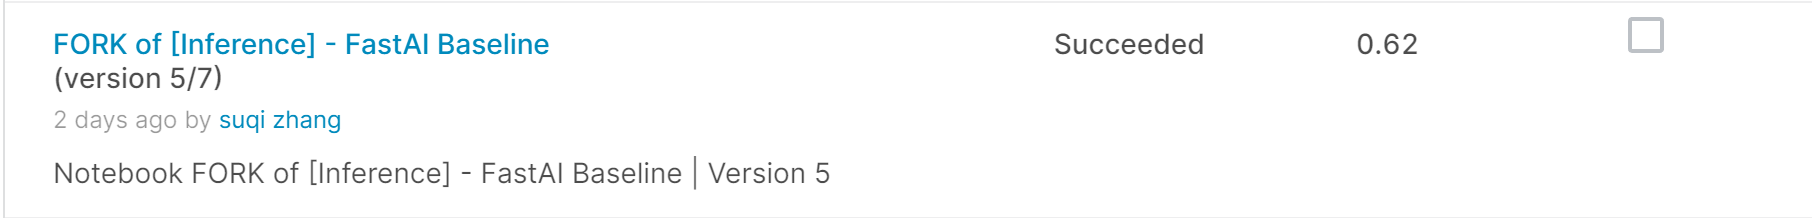 FORK of [Inference] - FastAI Baseline Succeeded 0.62
(version 5/7)
2 days ago by suqi zhang
Notebook FORK of [Inference] - FastAI Baseline | Version 5